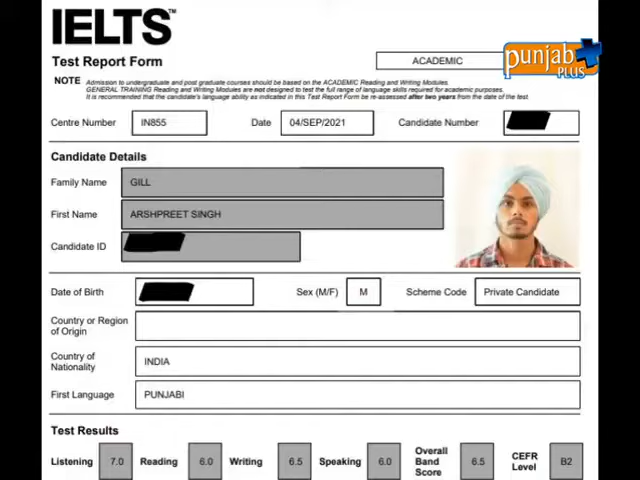 IELTS™
punjab
PLUS
Test Report Form
ACADEMIC
NOTE Admission to undergraduate and post graduate courses should be based on the ACADEMIC Reading and Writing Modules.
GENERAL TRAINING Reading and Writing Modules are not designed to test the full range of language skills required for academic purposes.
It is recommended that the candidate's language ability as indicated in this Test Report Form be re-assessed after two years from the date of the test.
Centre Number IN855 Date 04/SEP/2021 Candidate Number
Candidate Details
Family Name GILL
First Name ARSHPREET SINGH
Candidate ID
Date of Birth Sex (M/F) M Scheme Code Private Candidate
Country or Region
of Origin
Country of
Nationality INDIA
First Language PUNJABI
Test Results
Listening 7.0 Reading 6.0 Writing 6.5 Speaking 6.0 Overall Band Score 6.5 CEFR Level B2